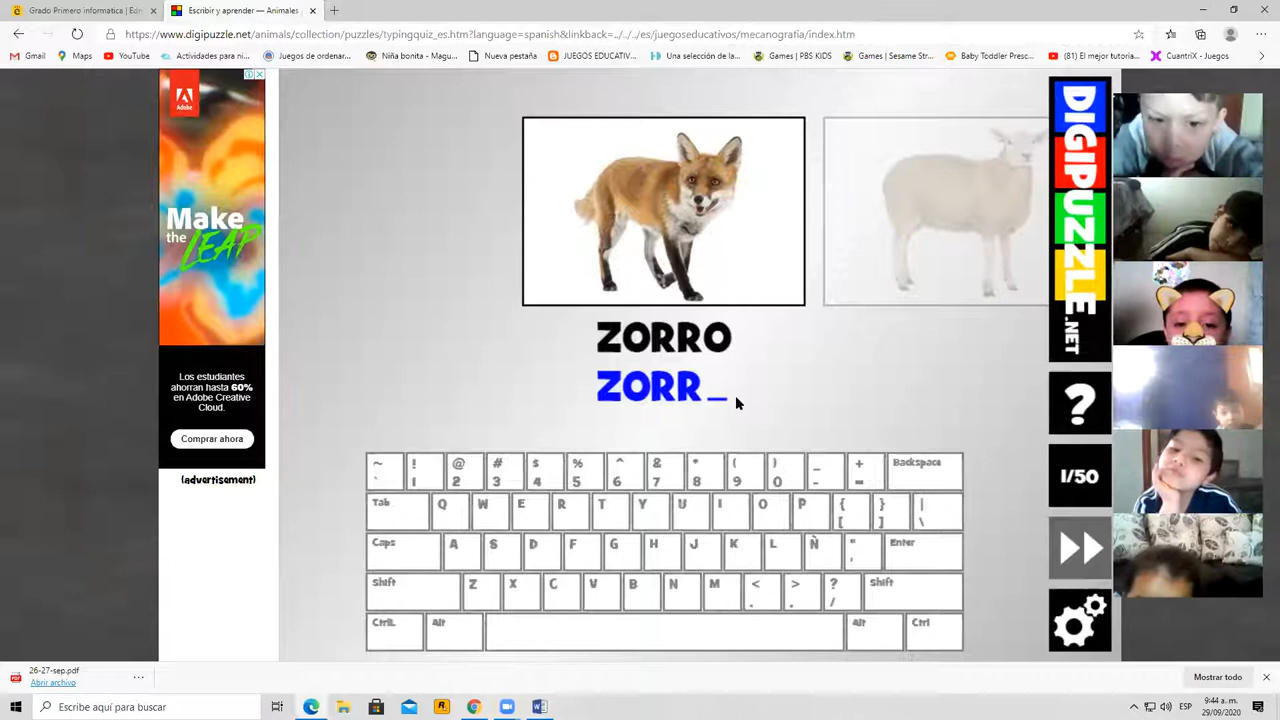 Grado Primero informatica | Edm
Escribir y aprender — Animales
https://www.digipuzzle.net/animals/collection/puzzles/typingquiz_es.htm?language=spanish&linkback=../../../es/juegoseducativos/mecanografia/index.htm
Gmail Maps YouTube Actividades para ni... Juegos de ordenador... Niña bonita - Magu... Nueva pestaña JUEGOS EDUCATIV... Una selección de la... Games | PBS KIDS Games | Sesame Str... Baby Toddler Presc... (81) El mejor tutoria... CuantriX - Juegos
Adobe
Make
the LEAP
Los estudiantes
ahorran hasta 60%
en Adobe Creative
Cloud.
Comprar ahora
(advertisement)
ZORRO
ZORR_
DIGIPUZZLE.NET
?
1/50
~ ! @ # $ % ^ & * ( ) _ + Backspace
` 1 2 3 4 5 6 7 8 9 0 - =
Tab Q W E R T Y U I O P { } |
[ ] \
Caps A S D F G H J K L Ñ " Enter
'
Shift Z X C V B N M < > ? Shift
, . /
CtrlL Alt Alt Ctrl
26-27-sep.pdf
Abrir archivo
Mostrar todo
Escribe aquí para buscar
ESP
9:44 a. m.
29/09/2020